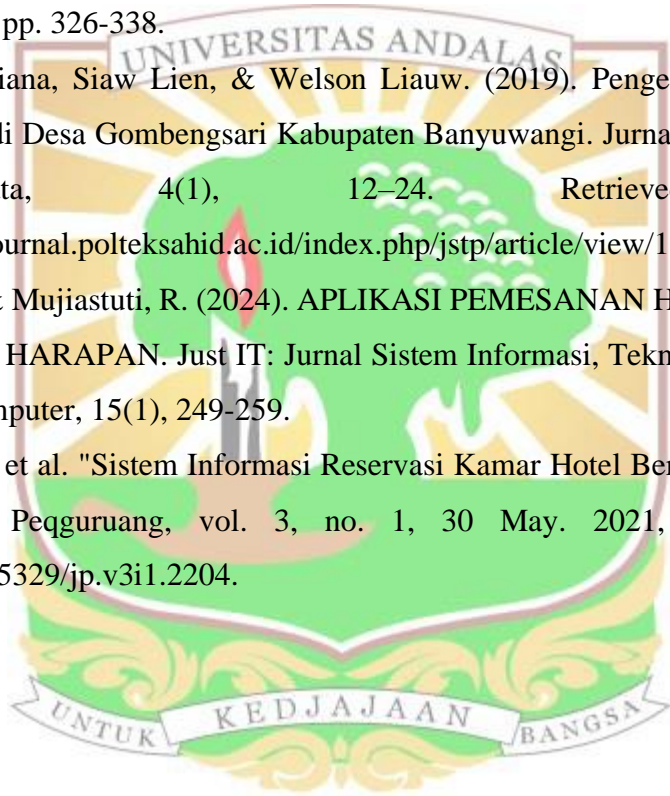 pp. 326-338.
UNIVERSITAS ANDALAS
iana, Siaw Lien, & Welson Liauw. (2019). Penge
di Desa Gombengsari Kabupaten Banyuwangi. Jurna
ta, 4(1), 12–24. Retrieve
ournal.polteksahid.ac.id/index.php/jstp/article/view/1
& Mujiastuti, R. (2024). APLIKASI PEMESANAN H
HARAPAN. Just IT: Jurnal Sistem Informasi, Tekn
mputer, 15(1), 249-259.
et al. "Sistem Informasi Reservasi Kamar Hotel Ber
Peqguruang, vol. 3, no. 1, 30 May. 2021,
5329/jp.v3i1.2204.
UNTUK KEDJAJAAN BANGSA